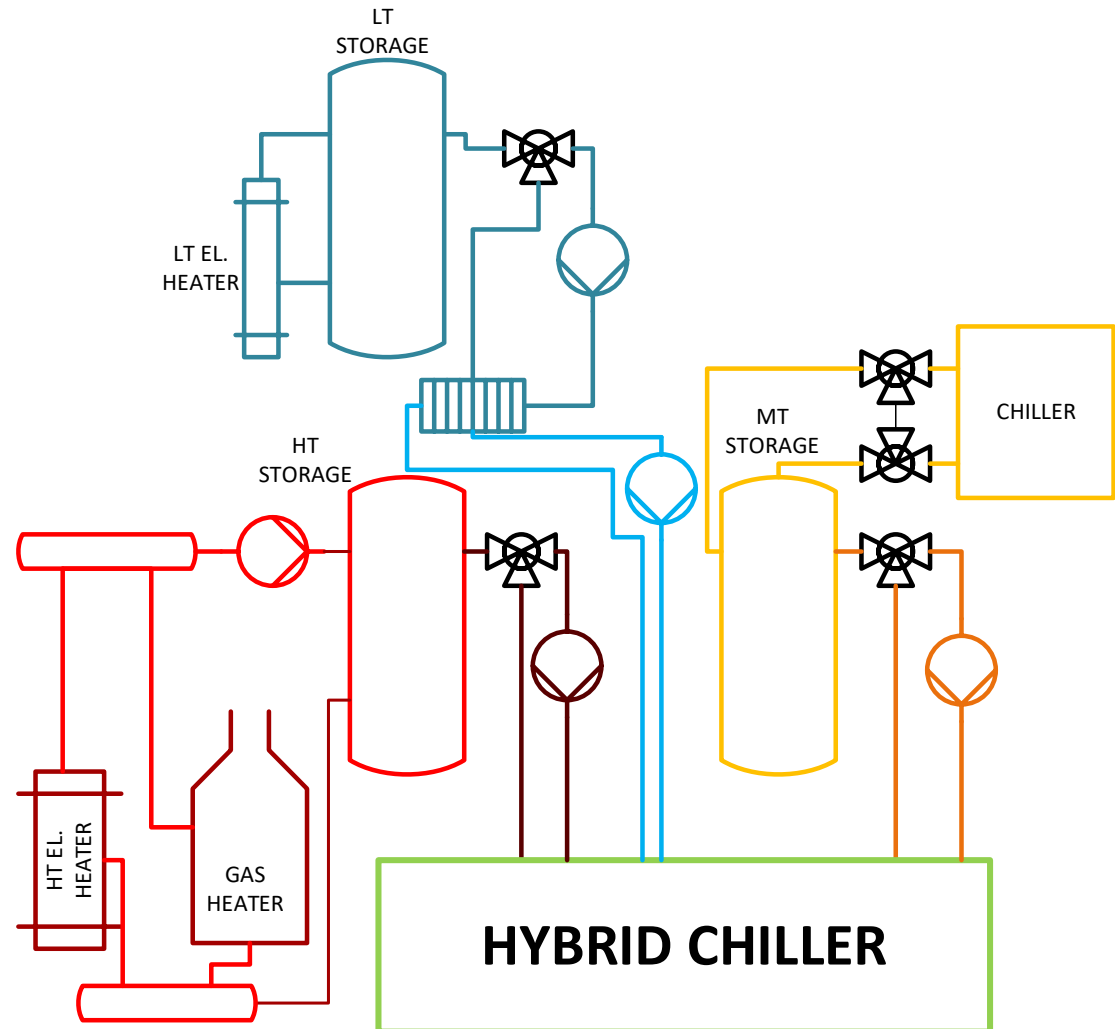 LT
STORAGE
LT EL.
HEATER
CHILLER
MT
STORAGE
HT
STORAGE
HT EL.
HEATER
GAS
HEATER
HYBRID CHILLER